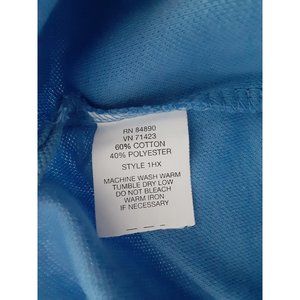 RN 84890
VN 71423
60% COTTON
40% POLYESTER
STYLE 1HX
MACHINE WASH WARM
TUMBLE DRY LOW
DO NOT BLEACH
WARM IRON
IF NECESSARY